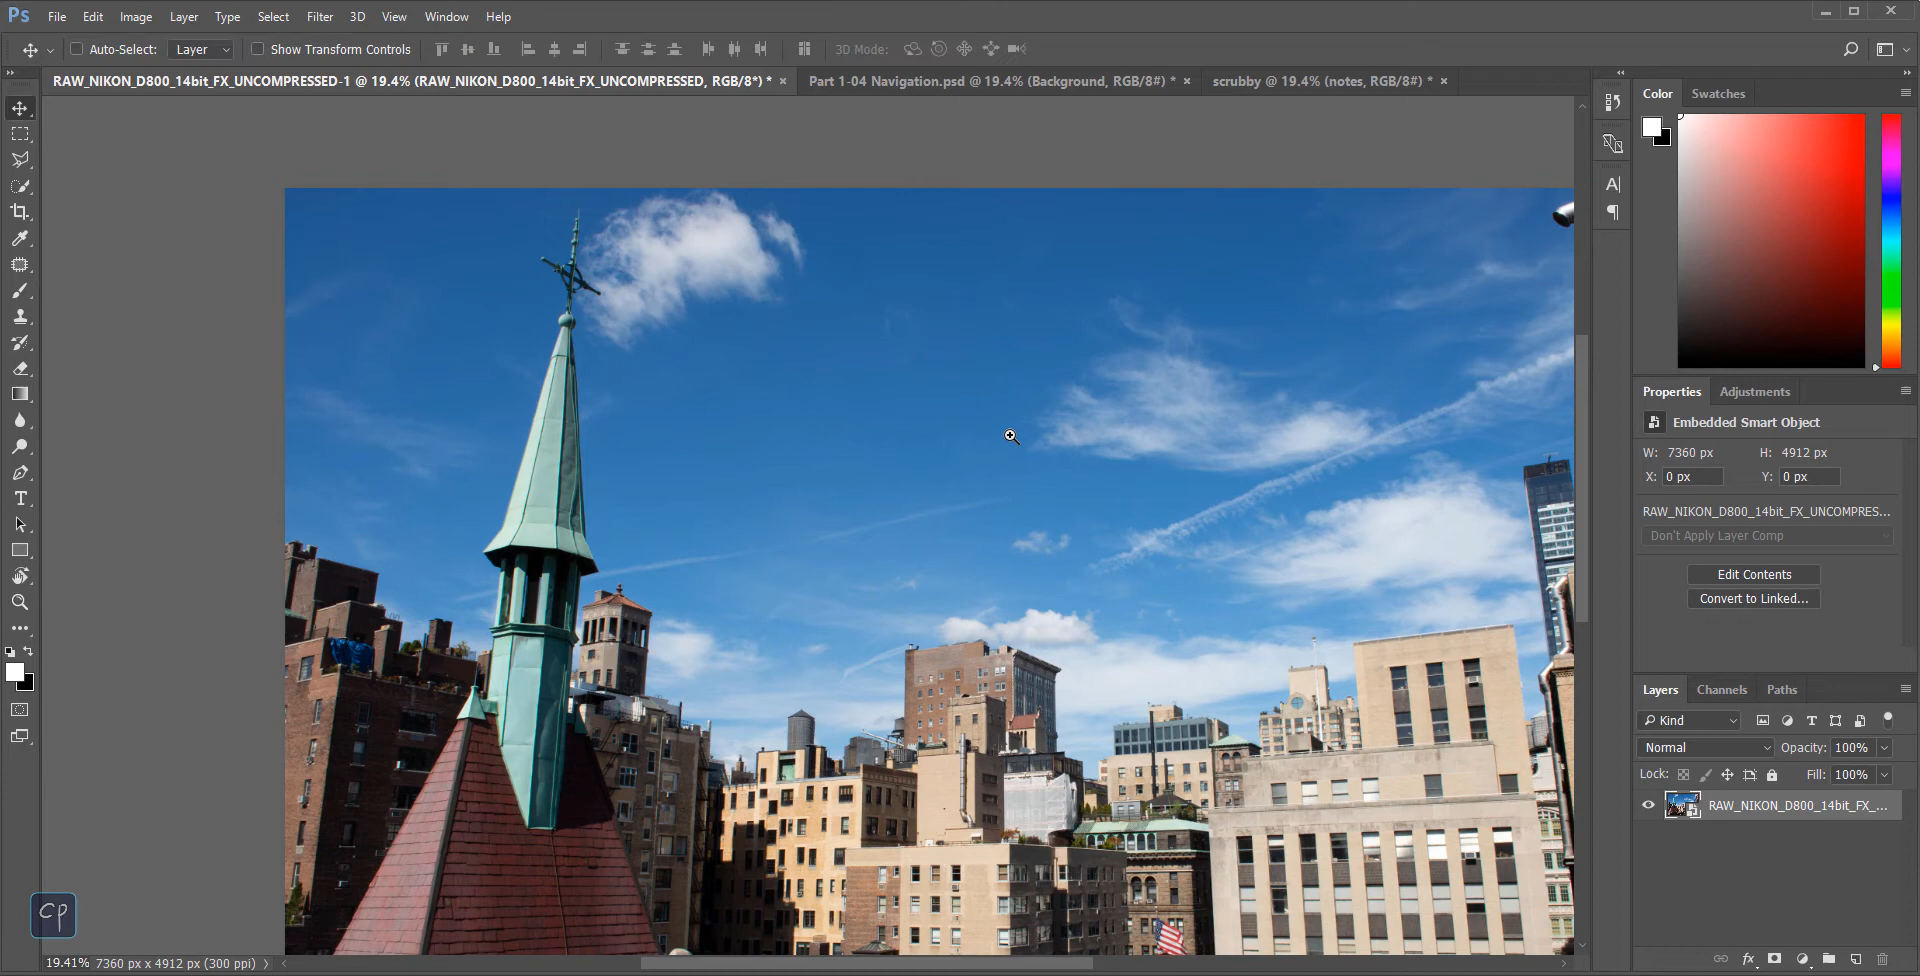 Ps File Edit Image Layer Type Select Filter 3D View Window Help
Auto-Select: Layer Show Transform Controls 3D Mode:
RAW_NIKON_D800_14bit_FX_UNCOMPRESSED-1 @ 19.4% (RAW_NIKON_D800_14bit_FX_UNCOMPRESSED, RGB/8*) * × Part 1-04 Navigation.psd @ 19.4% (Background, RGB/8#) * × scrubby @ 19.4% (notes, RGB/8#) * ×
Color Swatches
Properties Adjustments
Embedded Smart Object
W: 7360 px H: 4912 px
X: 0 px Y: 0 px
RAW_NIKON_D800_14bit_FX_UNCOMPRES...
Don't Apply Layer Comp
Edit Contents
Convert to Linked...
Layers Channels Paths
Kind
Normal Opacity: 100%
Lock: Fill: 100%
RAW_NIKON_D800_14bit_FX_...
fx
cp
19.41% 7360 px x 4912 px (300 ppi)